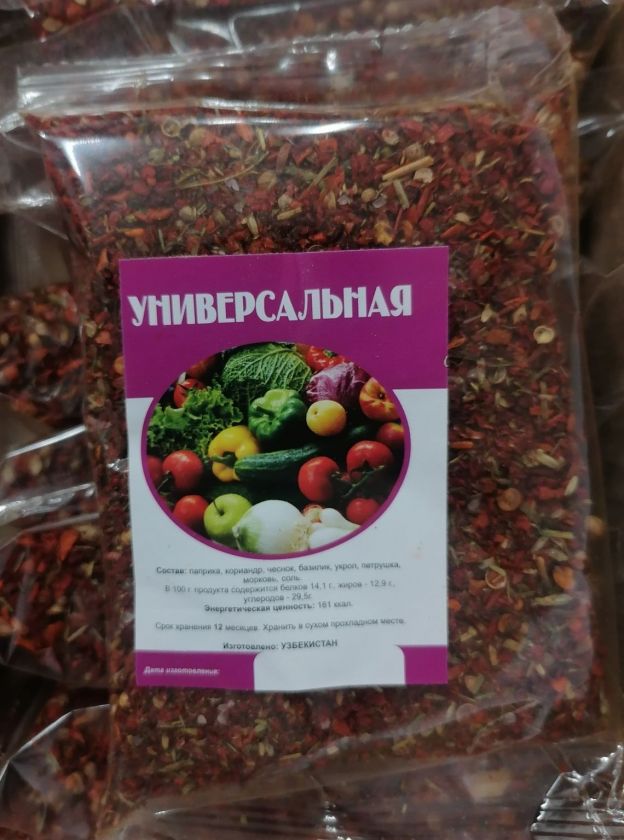 УНИВЕРСАЛЬНАЯ
Состав: паприка, кориандр, чеснок, базилик, укроп, петрушка,
морковь, соль.
В 100 г. продукта содержится белков 14,1 г., жиров - 12,9 г.,
углеродов - 29,5г.
Энергетическая ценность: 161 ккал.
Срок хранения 12 месяцев. Хранить в сухом прохладном месте.
Изготовлено: УЗБЕКИСТАН
Дата изготовления: